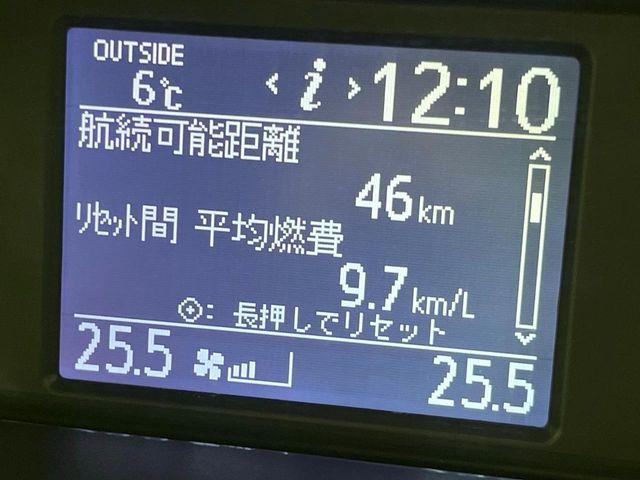 OUTSIDE
6℃ < i > 12:10
航続可能距離
46 km
リセット間 平均燃費
9.7 km/L
: 長押しでリセット
25.5 25.5